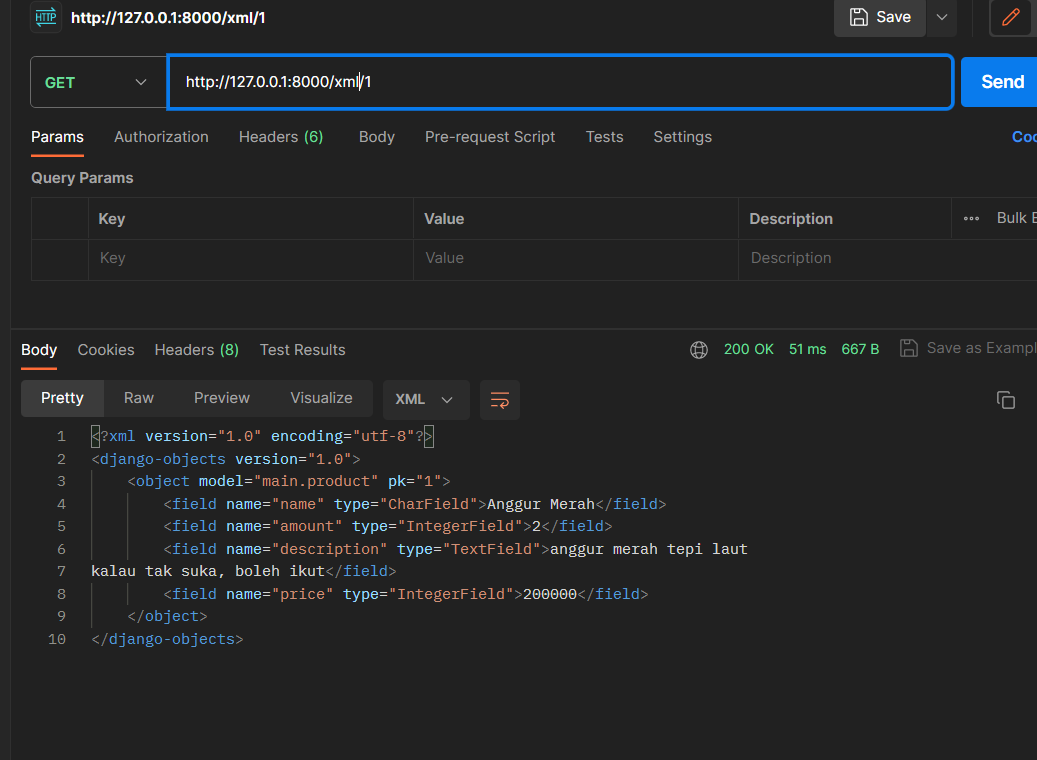 HTTP http://127.0.0.1:8000/xml/1 Save
GET http://127.0.0.1:8000/xml/1 Send
Params Authorization Headers (6) Body Pre-request Script Tests Settings Coo
Query Params
Key Value Description Bulk E
Key Value Description
Body Cookies Headers (8) Test Results 200 OK 51 ms 667 B Save as Exampl
Pretty Raw Preview Visualize XML
1 <?xml version="1.0" encoding="utf-8"?>
2 <django-objects version="1.0">
3 <object model="main.product" pk="1">
4 <field name="name" type="CharField">Anggur Merah</field>
5 <field name="amount" type="IntegerField">2</field>
6 <field name="description" type="TextField">anggur merah tepi laut
7 kalau tak suka, boleh ikut</field>
8 <field name="price" type="IntegerField">200000</field>
9 </object>
10 </django-objects>